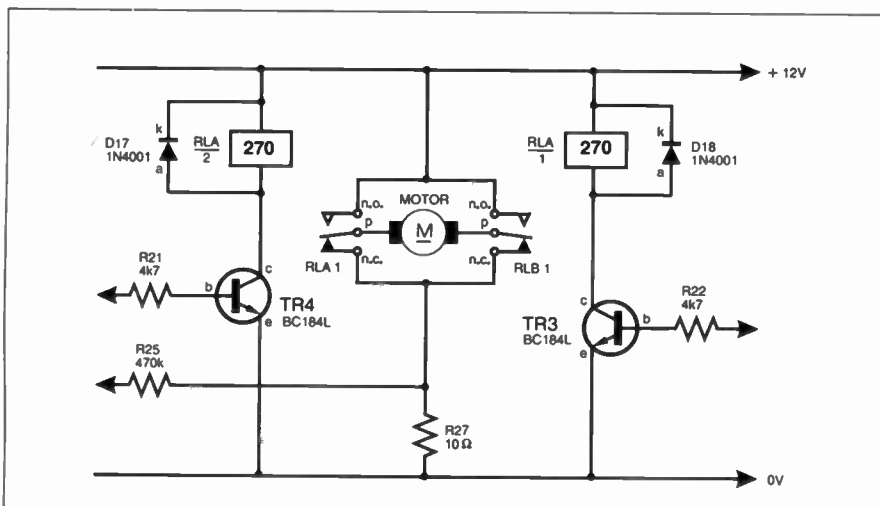 + 12V
D17
1N4001
k
a
RLA
2
270
MOTOR
n.o.
p
n.c.
M
RLA 1
n.o.
p
n.c.
RLB 1
RLA
1
270
k
a
D18
1N4001
R21
4k7
b
c
e
TR4
BC184L
R25
470k
R27
10Ω
TR3
BC184L
c
b
e
R22
4k7
0V